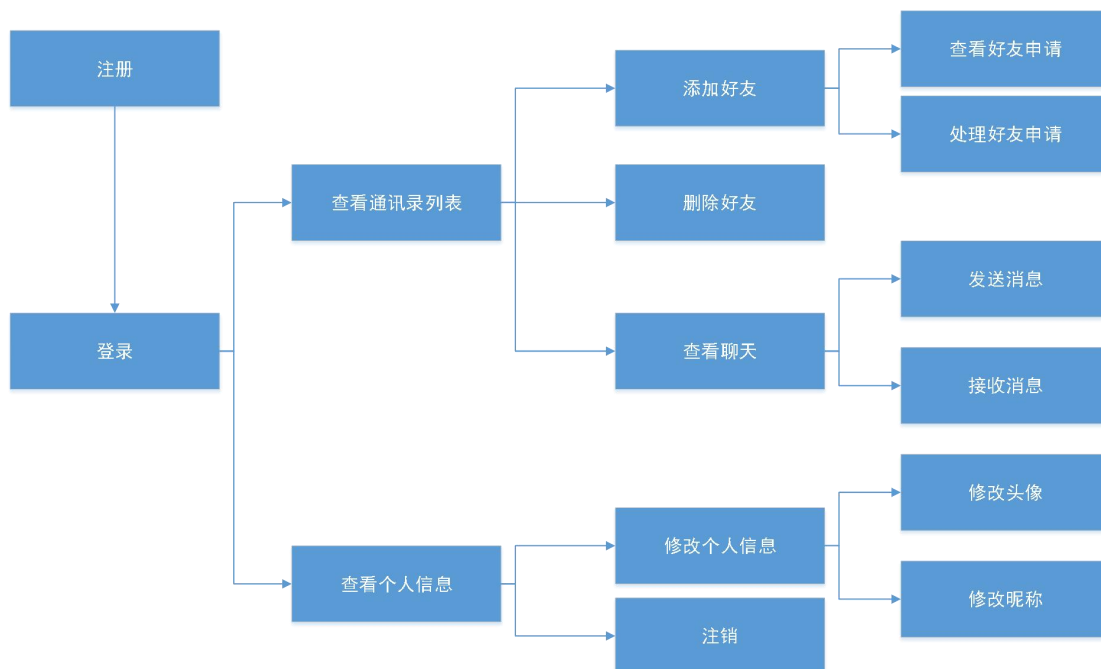 注册
登录
查看通讯录列表
添加好友
查看好友申请
处理好友申请
删除好友
查看聊天
发送消息
接收消息
查看个人信息
修改个人信息
修改头像
修改昵称
注销